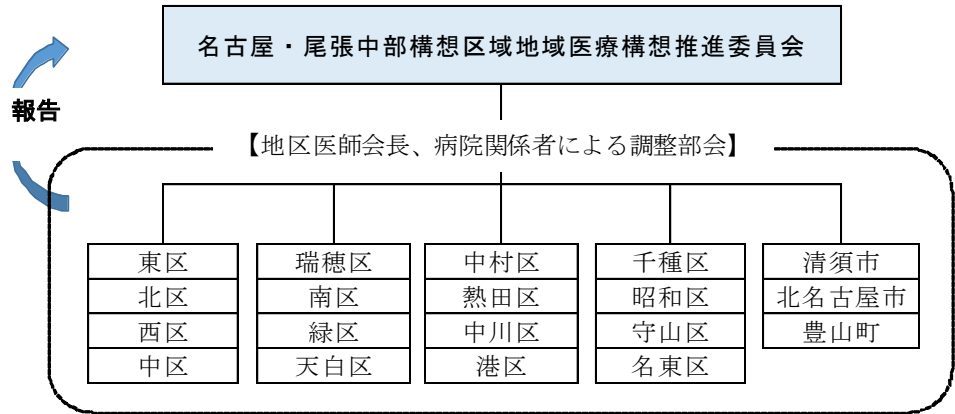 名古屋・尾張中部構想区域地域医療構想推進委員会
報告
【地区医師会長、病院関係者による調整部会】
東区
北区
西区
中区
瑞穂区
南区
緑区
天白区
中村区
熱田区
中川区
港区
千種区
昭和区
守山区
名東区
清須市
北名古屋市
豊山町